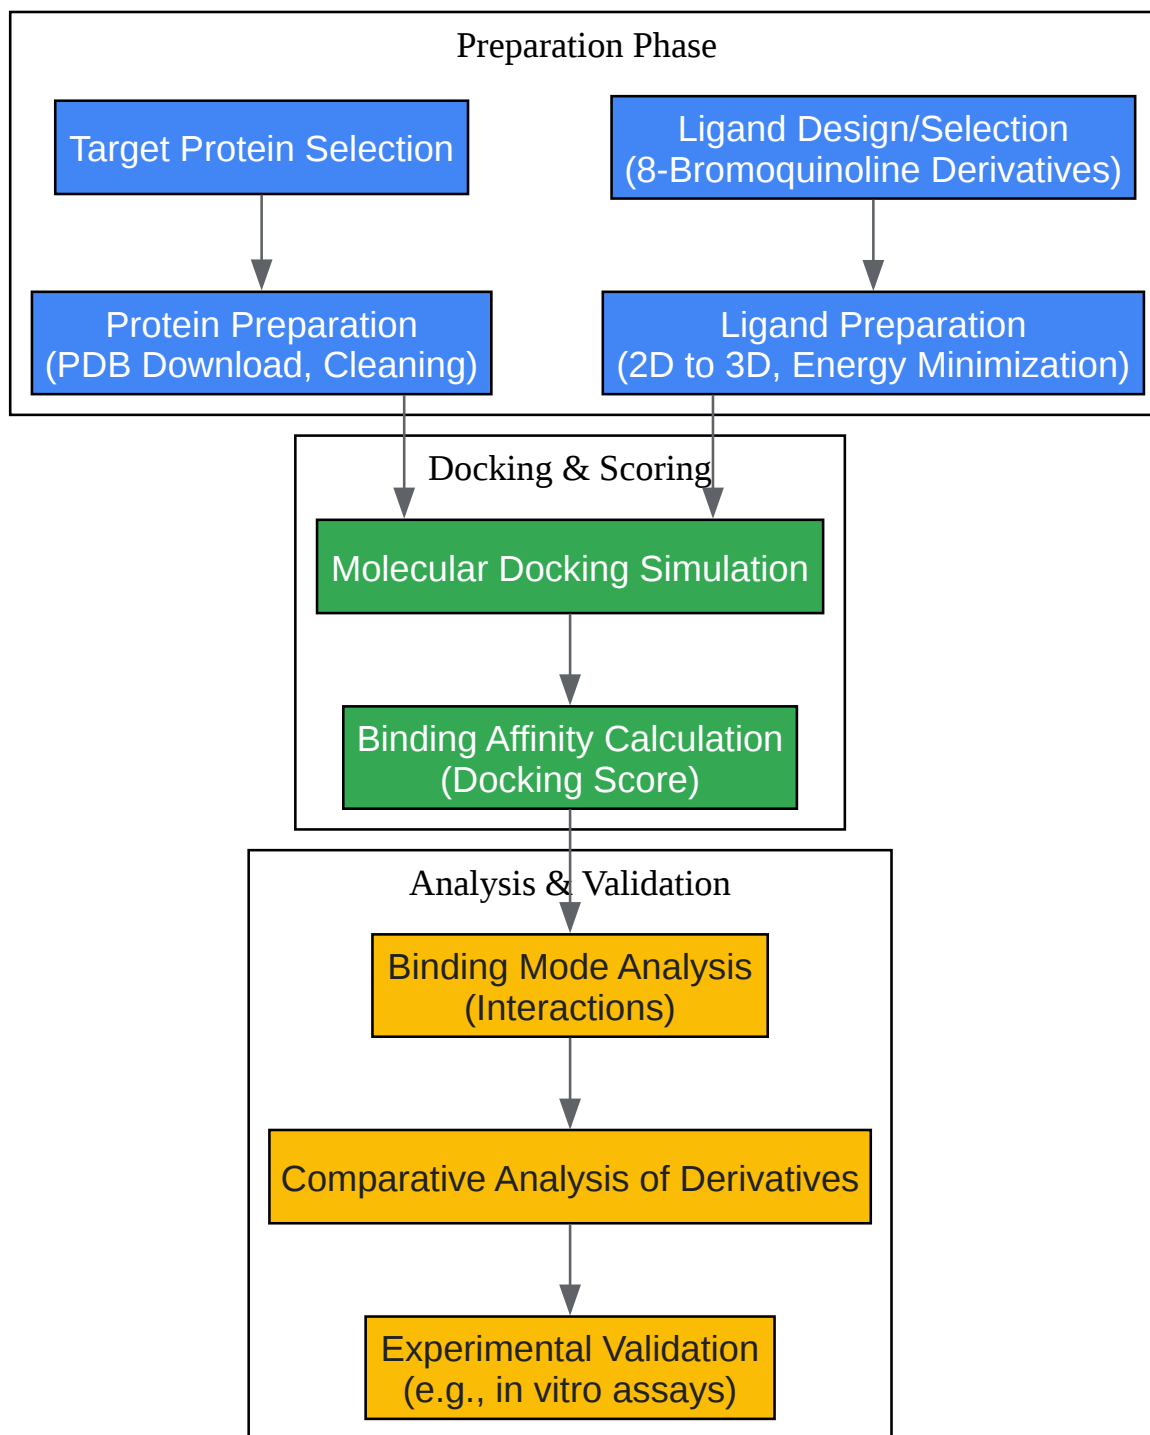 Preparation Phase
Target Protein Selection
Ligand Design/Selection
(8-Bromoquinoline Derivatives)
Protein Preparation
(PDB Download, Cleaning)
Ligand Preparation
(2D to 3D, Energy Minimization)
Docking & Scoring
Molecular Docking Simulation
Binding Affinity Calculation
(Docking Score)
Analysis & Validation
Binding Mode Analysis
(Interactions)
Comparative Analysis of Derivatives
Experimental Validation
(e.g., in vitro assays)